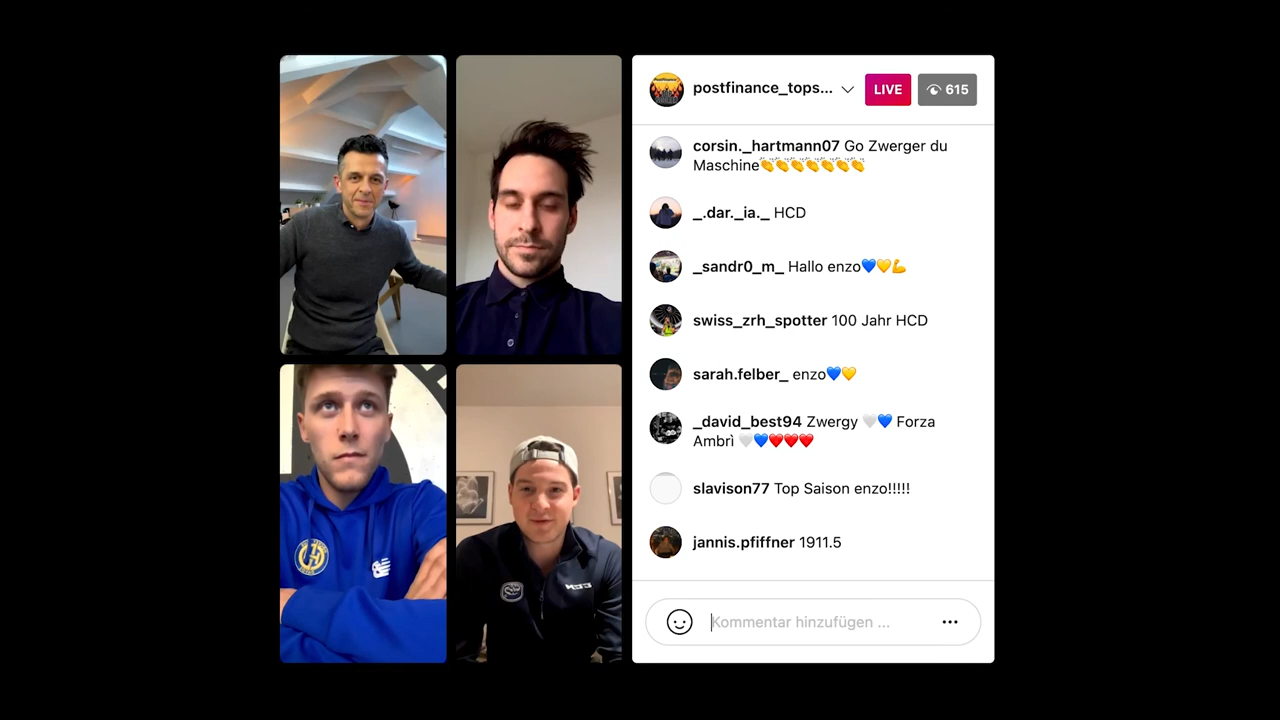 postfinance_tops...
LIVE
615
corsin._hartmann07 Go Zwerger du
Maschine👏👏👏👏👏👏👏
_.dar._ia._ HCD
_sandr0_m_ Hallo enzo💙💛💪
swiss_zrh_spotter 100 Jahr HCD
sarah.felber_ enzo💙💛
_david_best94 Zwergy 🤍💙 Forza
Ambrì 🤍💙❤️❤️❤️
slavison77 Top Saison enzo!!!!!
jannis.pfiffner 1911.5
Kommentar hinzufügen ...